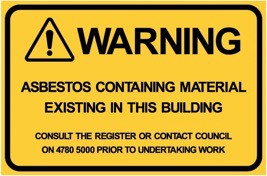 WARNING
ASBESTOS CONTAINING MATERIAL
EXISTING IN THIS BUILDING
CONSULT THE REGISTER OR CONTACT COUNCIL
ON 4780 5000 PRIOR TO UNDERTAKING WORK